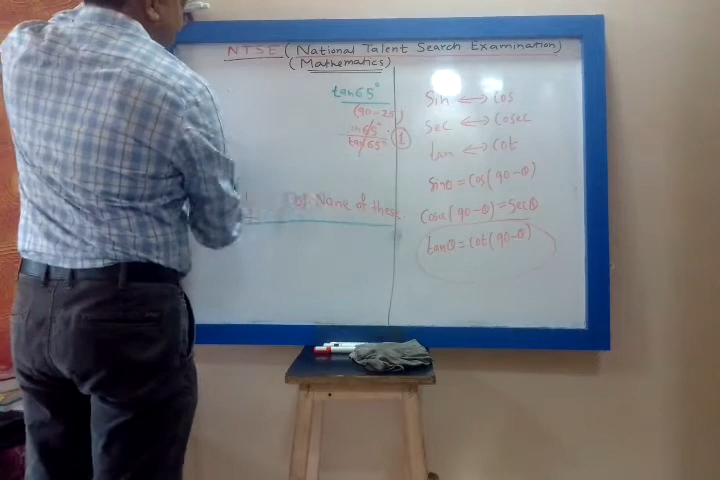 NTSE (National Talent Search Examination)
(Mathematics)
tan65°
(90-25)
tan65°
1
None of these
Sin ↔ Cos
Sec ↔ Cosec
tan ↔ Cot
Sinθ = Cos(90-θ)
Cosec(90-θ) = Secθ
tanθ = Cot(90-θ)